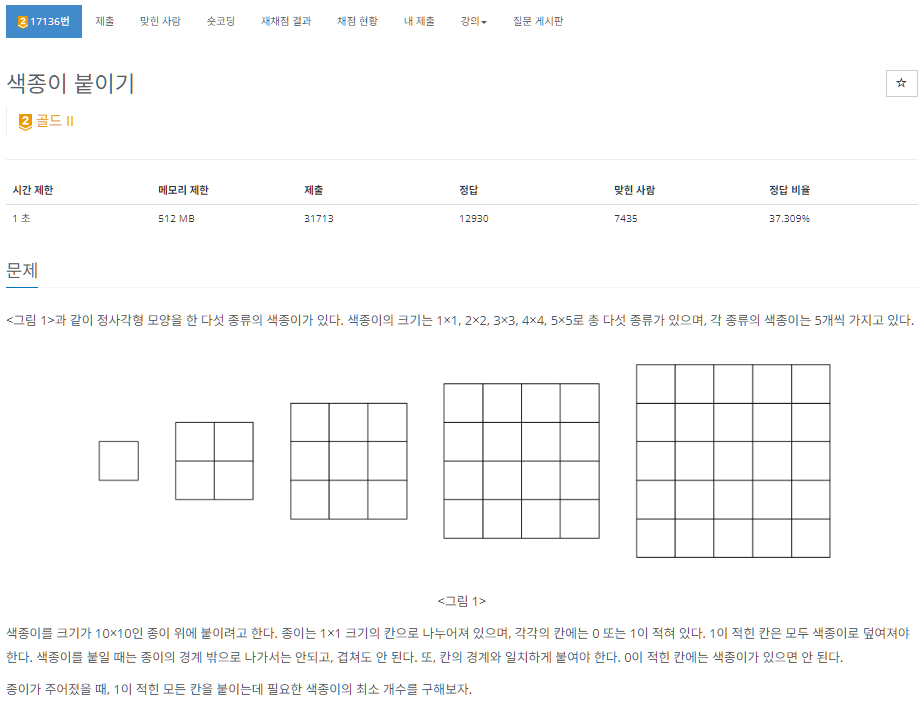 2 17136번 제출 맞힌 사람 숏코딩 재채점 결과 채점 현황 내 제출 강의 질문 게시판
색종이 붙이기
2 골드 II
시간 제한 메모리 제한 제출 정답 맞힌 사람 정답 비율
1 초 512 MB 31713 12930 7435 37.309%
문제
<그림 1>과 같이 정사각형 모양을 한 다섯 종류의 색종이가 있다. 색종이의 크기는 1×1, 2×2, 3×3, 4×4, 5×5로 총 다섯 종류가 있으며, 각 종류의 색종이는 5개씩 가지고 있다.
<그림 1>
색종이를 크기가 10×10인 종이 위에 붙이려고 한다. 종이는 1×1 크기의 칸으로 나누어져 있으며, 각각의 칸에는 0 또는 1이 적혀 있다. 1이 적힌 칸은 모두 색종이로 덮여져야
한다. 색종이를 붙일 때는 종이의 경계 밖으로 나가서는 안되고, 겹쳐도 안 된다. 또, 칸의 경계와 일치하게 붙여야 한다. 0이 적힌 칸에는 색종이가 있으면 안 된다.
종이가 주어졌을 때, 1이 적힌 모든 칸을 붙이는데 필요한 색종이의 최소 개수를 구해보자.